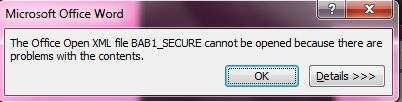 Microsoft Office Word
The Office Open XML file BAB1_SECURE cannot be opened because there are
problems with the contents.
OK
Details >>>